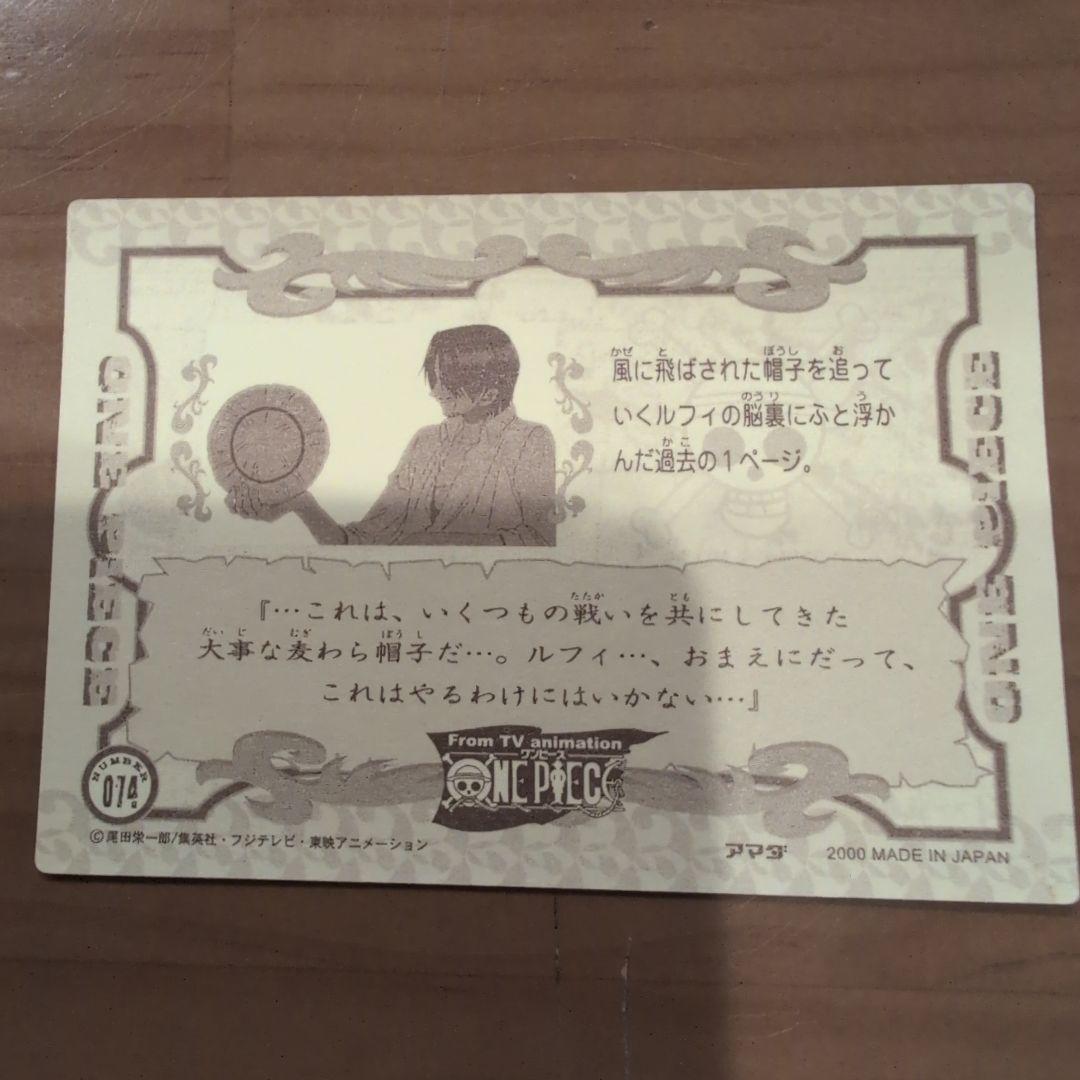 風に飛ばされた帽子を追って
いくルフィの脳裏にふと浮か
んだ過去の1ページ。
ONE PIECE
ONE PIECE
『…これは、いくつもの戦いを共にしてきた
大事な麦わら帽子だ…。ルフィ…、おまえにだって、
これはやるわけにはいかない…』
From TV animation
ワンピース
ONE PIECE
NUMBER
074
©尾田栄一郎/集英社・フジテレビ・東映アニメーション
アマダ
2000 MADE IN JAPAN